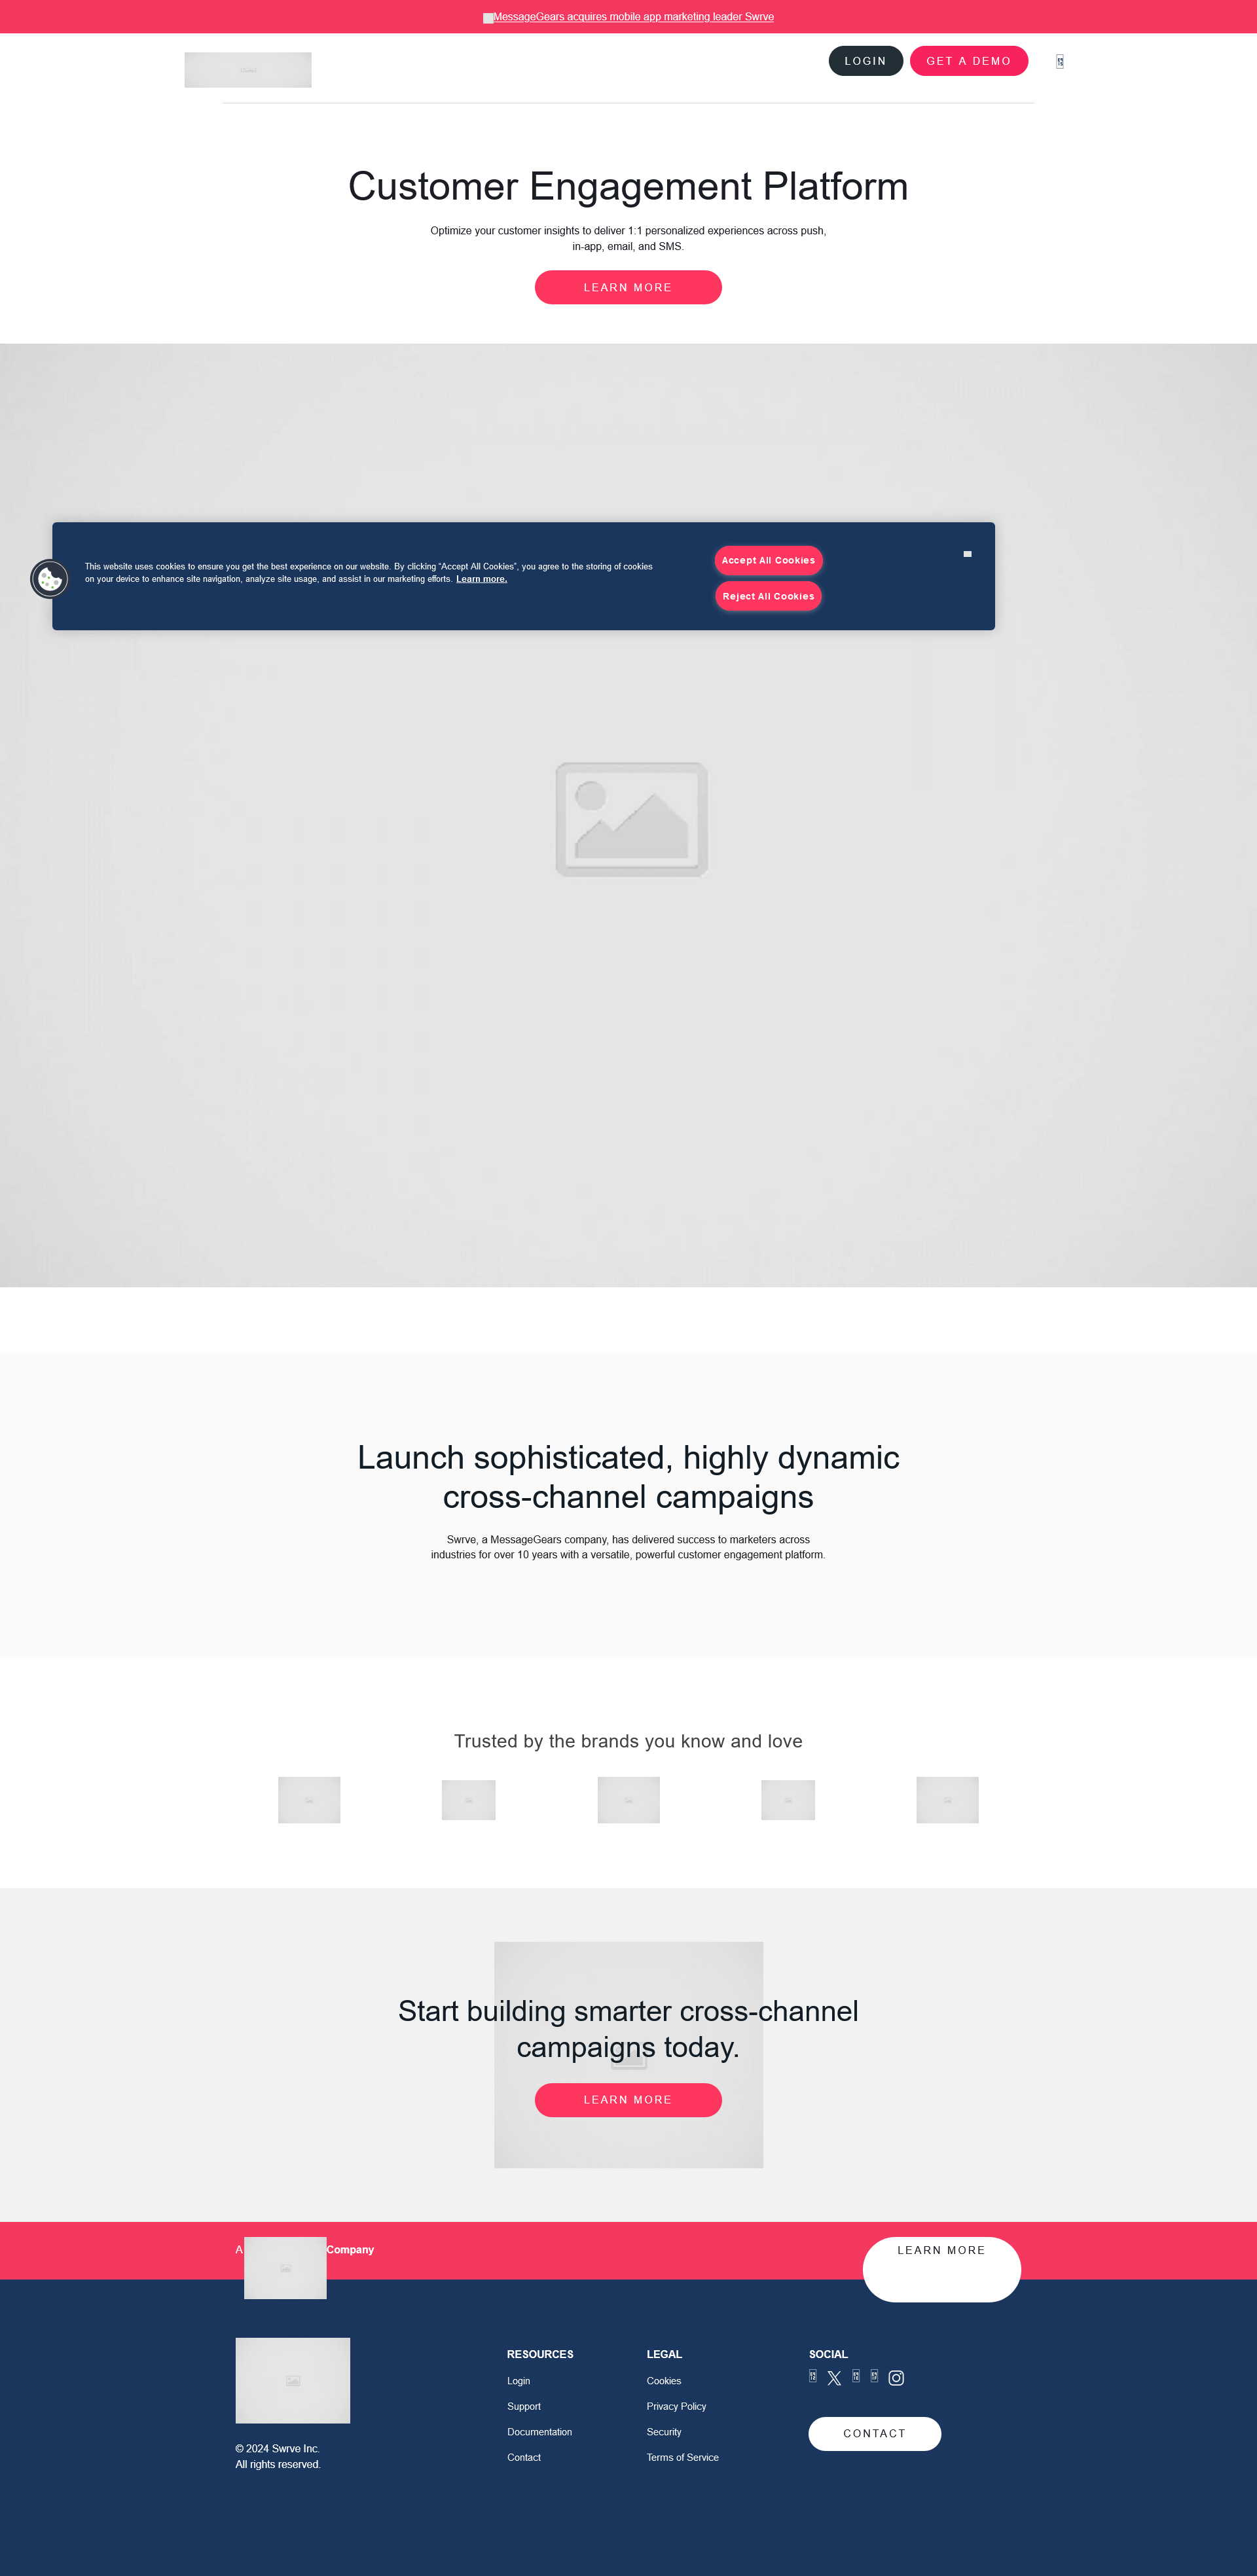 MessageGears acquires mobile app marketing leader Swrve
LOGIN
GET A DEMO
Customer Engagement Platform
Optimize your customer insights to deliver 1:1 personalized experiences across push,
in-app, email, and SMS.
LEARN MORE
This website uses cookies to ensure you get the best experience on our website. By clicking “Accept All Cookies”, you agree to the storing of cookies
on your device to enhance site navigation, analyze site usage, and assist in our marketing efforts. Learn more.
Accept All Cookies
Reject All Cookies
Launch sophisticated, highly dynamic
cross-channel campaigns
Swrve, a MessageGears company, has delivered success to marketers across
industries for over 10 years with a versatile, powerful customer engagement platform.
Trusted by the brands you know and love
Start building smarter cross-channel
campaigns today.
LEARN MORE
A Company
LEARN MORE
RESOURCES
Login
Support
Documentation
Contact
LEGAL
Cookies
Privacy Policy
Security
Terms of Service
SOCIAL
CONTACT
© 2024 Swrve Inc.
All rights reserved.